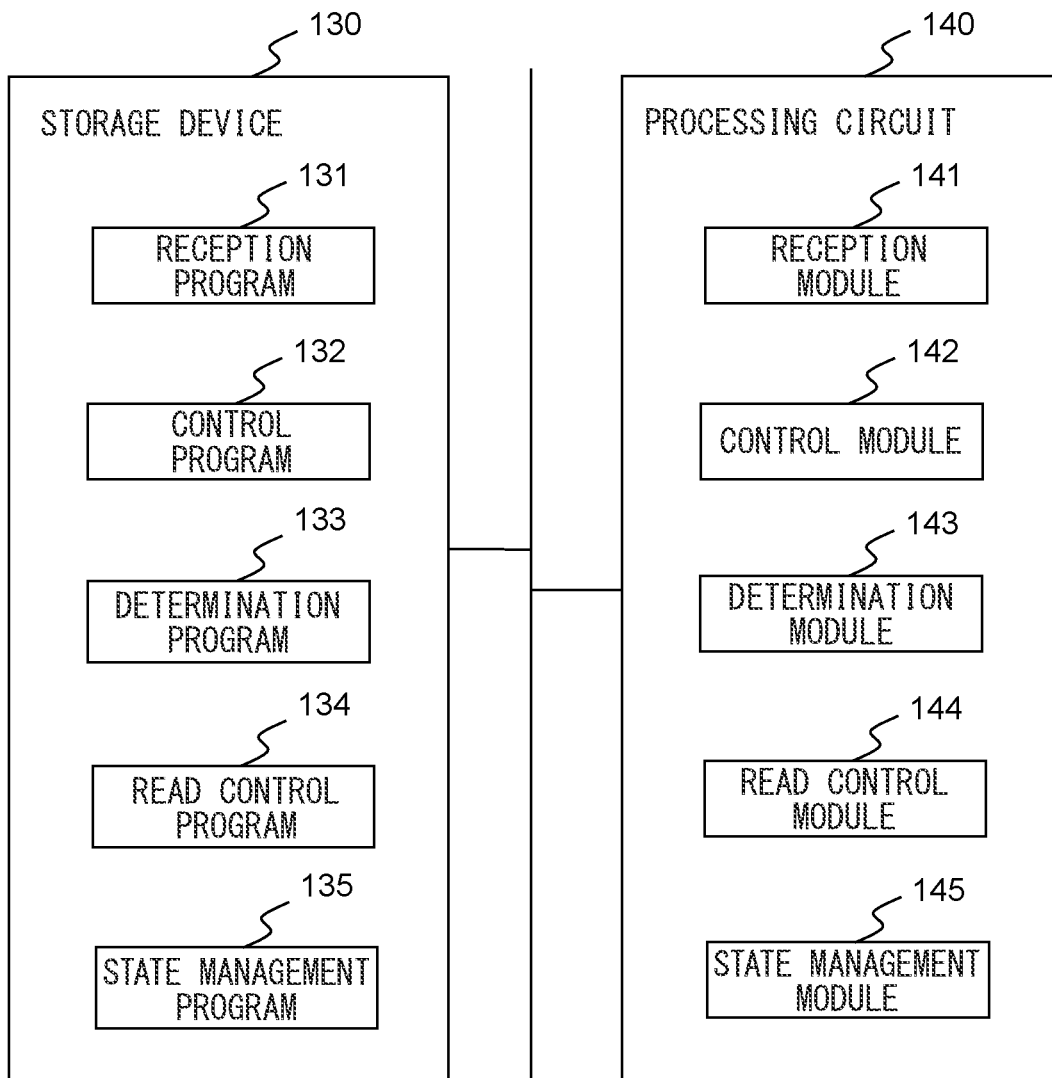 130
STORAGE DEVICE
131
RECEPTION
PROGRAM
132
CONTROL
PROGRAM
133
DETERMINATION
PROGRAM
134
READ CONTROL
PROGRAM
135
STATE MANAGEMENT
PROGRAM
140
PROCESSING CIRCUIT
141
RECEPTION
MODULE
142
CONTROL MODULE
143
DETERMINATION
MODULE
144
READ CONTROL
MODULE
145
STATE MANAGEMENT
MODULE